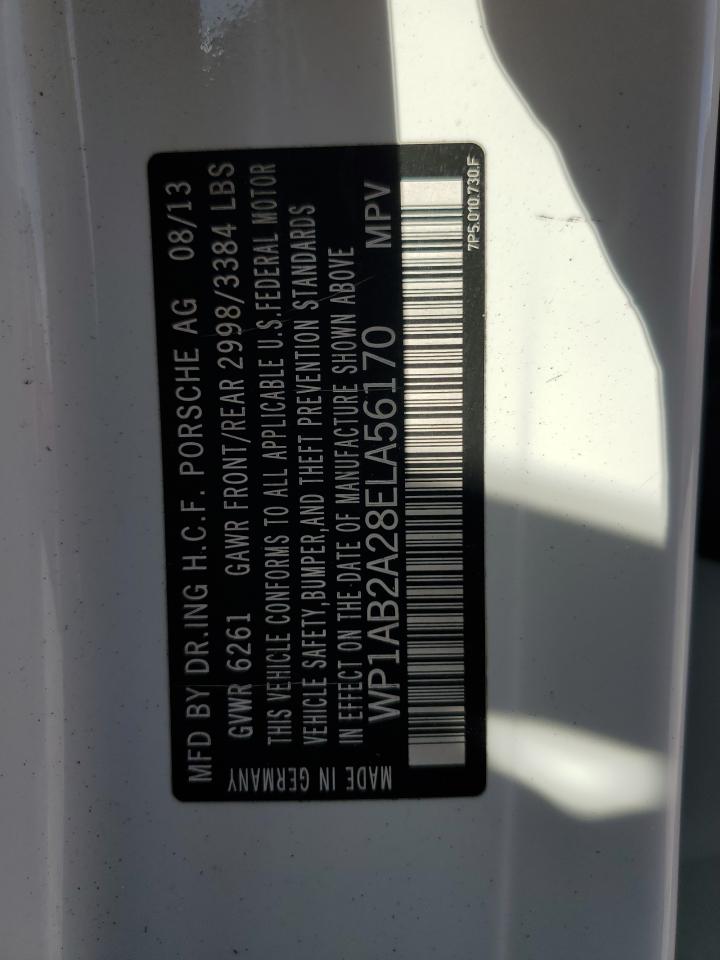 MFD BY DR.ING H.C.F. PORSCHE AG 08/13
GVWR 6261 GAWR FRONT/REAR 2998/3384 LBS
THIS VEHICLE CONFORMS TO ALL APPLICABLE U.S.FEDERAL MOTOR
VEHICLE SAFETY,BUMPER,AND THEFT PREVENTION STANDARDS
IN EFFECT ON THE DATE OF MANUFACTURE SHOWN ABOVE
WP1AB2A28ELA56170 MPV
MADE IN GERMANY
7P5.010.730.F